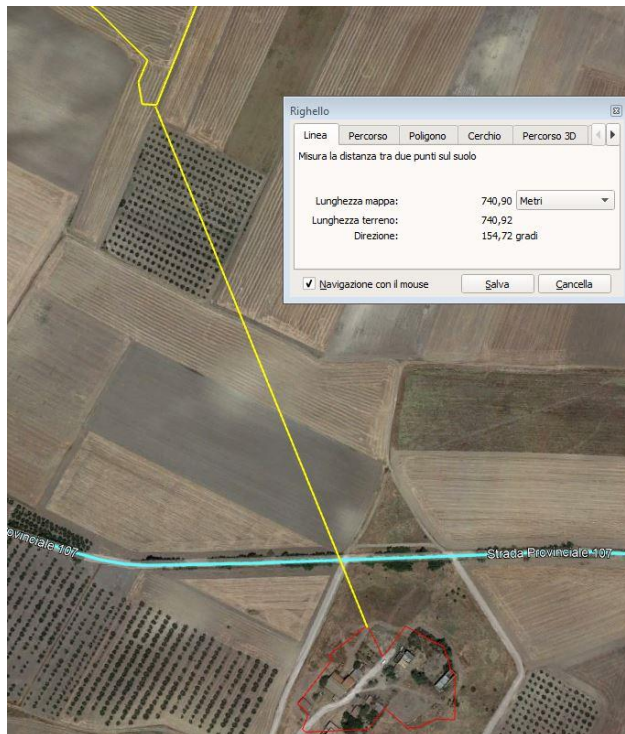 Righello
Linea Percorso Poligono Cerchio Percorso 3D
Misura la distanza tra due punti sul suolo
Lunghezza mappa: 740,90 Metri
Lunghezza terreno: 740,92
Direzione: 154,72 gradi
Navigazione con il mouse Salva Cancella
ovinciale 107
Strada Provinciale 107